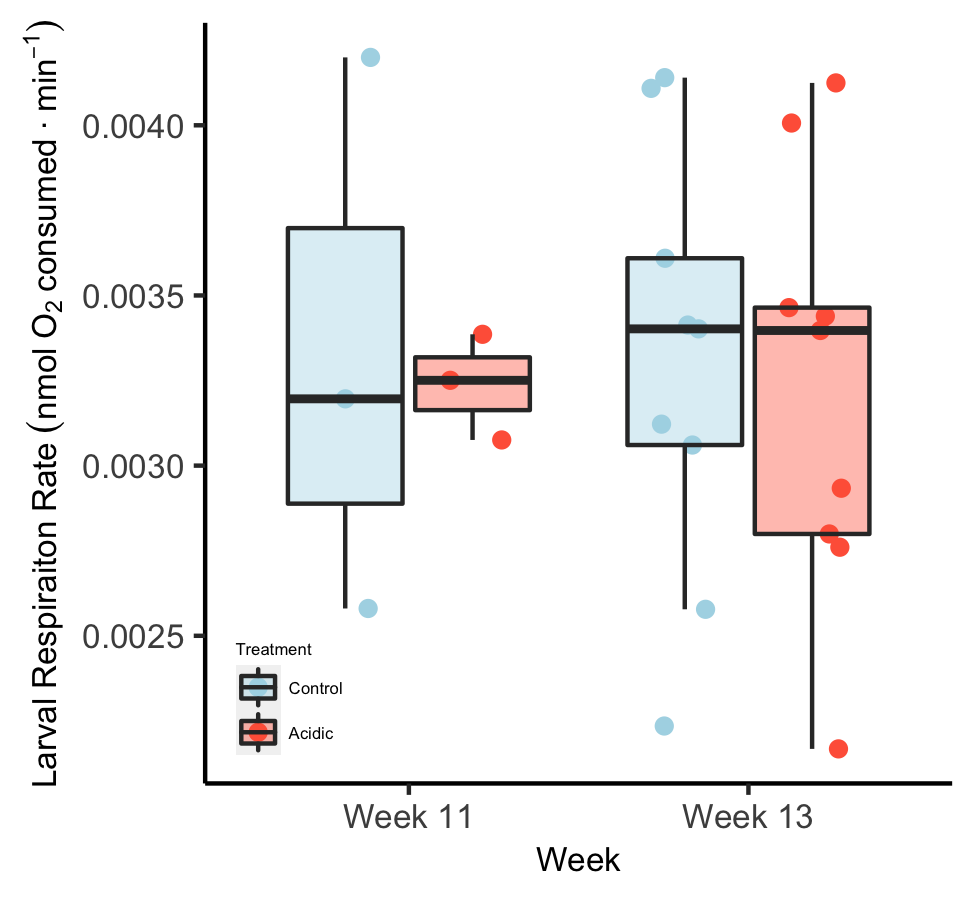 Larval Respiraiton Rate (nmol O₂ consumed · min⁻¹)
0.0040
0.0035
0.0030
0.0025
Treatment
Control
Acidic
Week 11 Week 13
Week